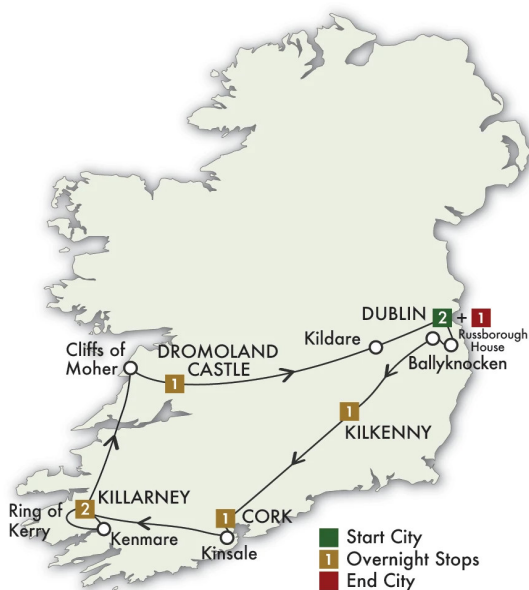 DUBLIN 2 + 1
Russborough
House
Kildare
Ballyknocken
Cliffs of
Moher
DROMOLAND
CASTLE
1
1
KILKENNY
2 KILLARNEY
Ring of
Kerry
Kenmare
1 CORK
Kinsale
Start City
1 Overnight Stops
End City